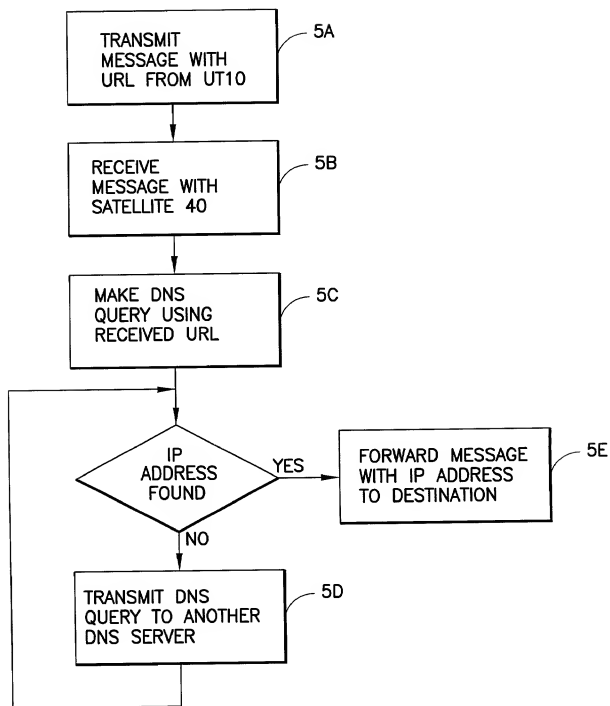 TRANSMIT
MESSAGE WITH
URL FROM UT10
5A
RECEIVE
MESSAGE WITH
SATELLITE 40
5B
MAKE DNS
QUERY USING
RECEIVED URL
5C
IP
ADDRESS
FOUND
YES
FORWARD MESSAGE
WITH IP ADDRESS
TO DESTINATION
5E
NO
TRANSMIT DNS
QUERY TO ANOTHER
DNS SERVER
5D